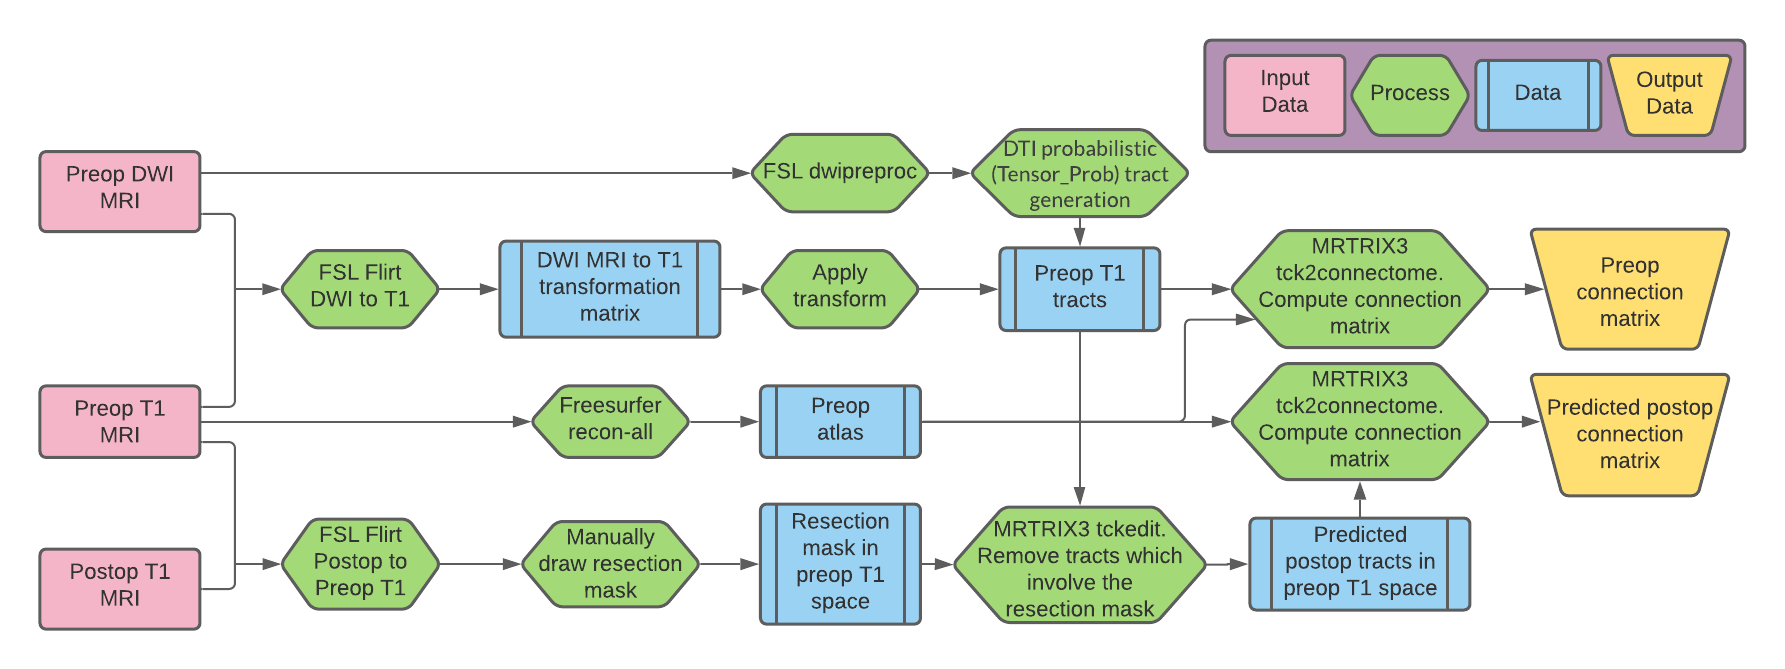 Input
Data
Process
Data
Output
Data
Preop DWI
MRI
FSL dwipreproc
DTI probabilistic
(Tensor_Prob) tract
generation
FSL Flirt
DWI to T1
DWI MRI to T1
transformation
matrix
Apply
transform
Preop T1
tracts
MRTRIX3
tck2connectome.
Compute connection
matrix
Preop
connection
matrix
Preop T1
MRI
Freesurfer
recon-all
Preop
atlas
MRTRIX3
tck2connectome.
Compute connection
matrix
Predicted postop
connection
matrix
Postop T1
MRI
FSL Flirt
Postop to
Preop T1
Manually
draw resection
mask
Resection
mask in
preop T1
space
MRTRIX3 tckedit.
Remove tracts which
involve the
resection mask
Predicted
postop tracts in
preop T1 space